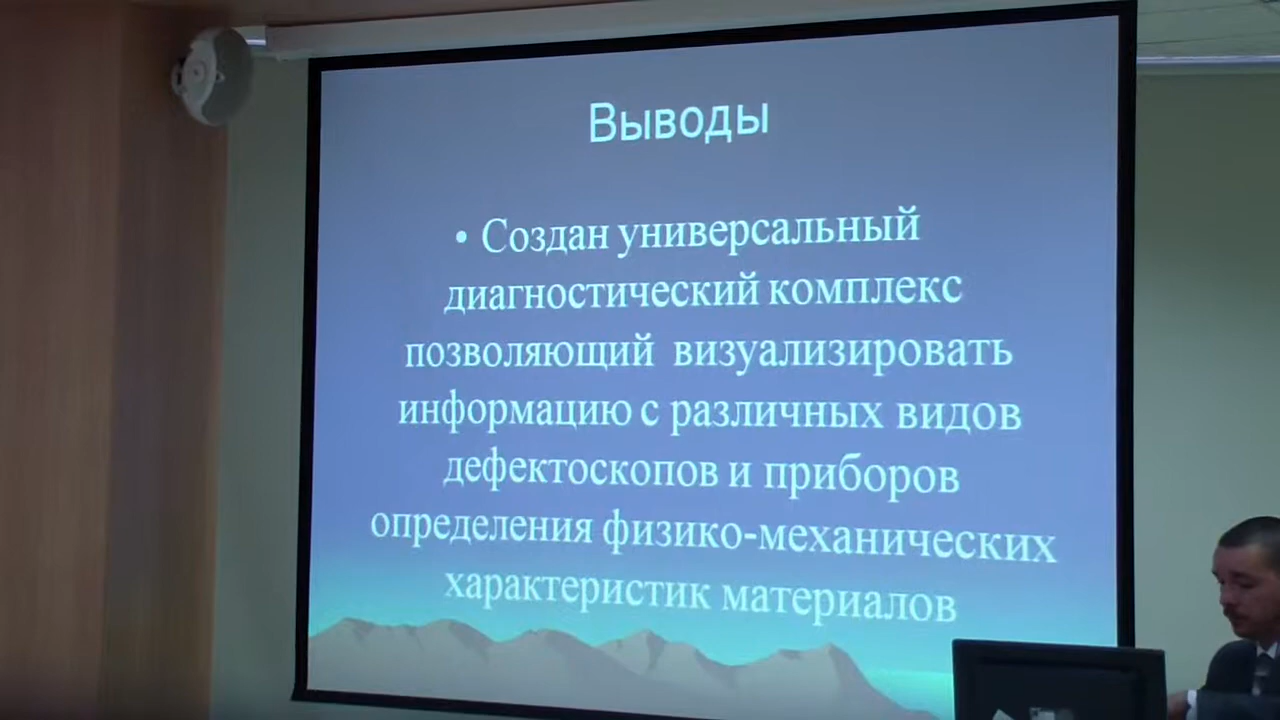 Выводы
• Создан универсальный
диагностический комплекс
позволяющий визуализировать
информацию с различных видов
дефектоскопов и приборов
определения физико-механических
характеристик материалов